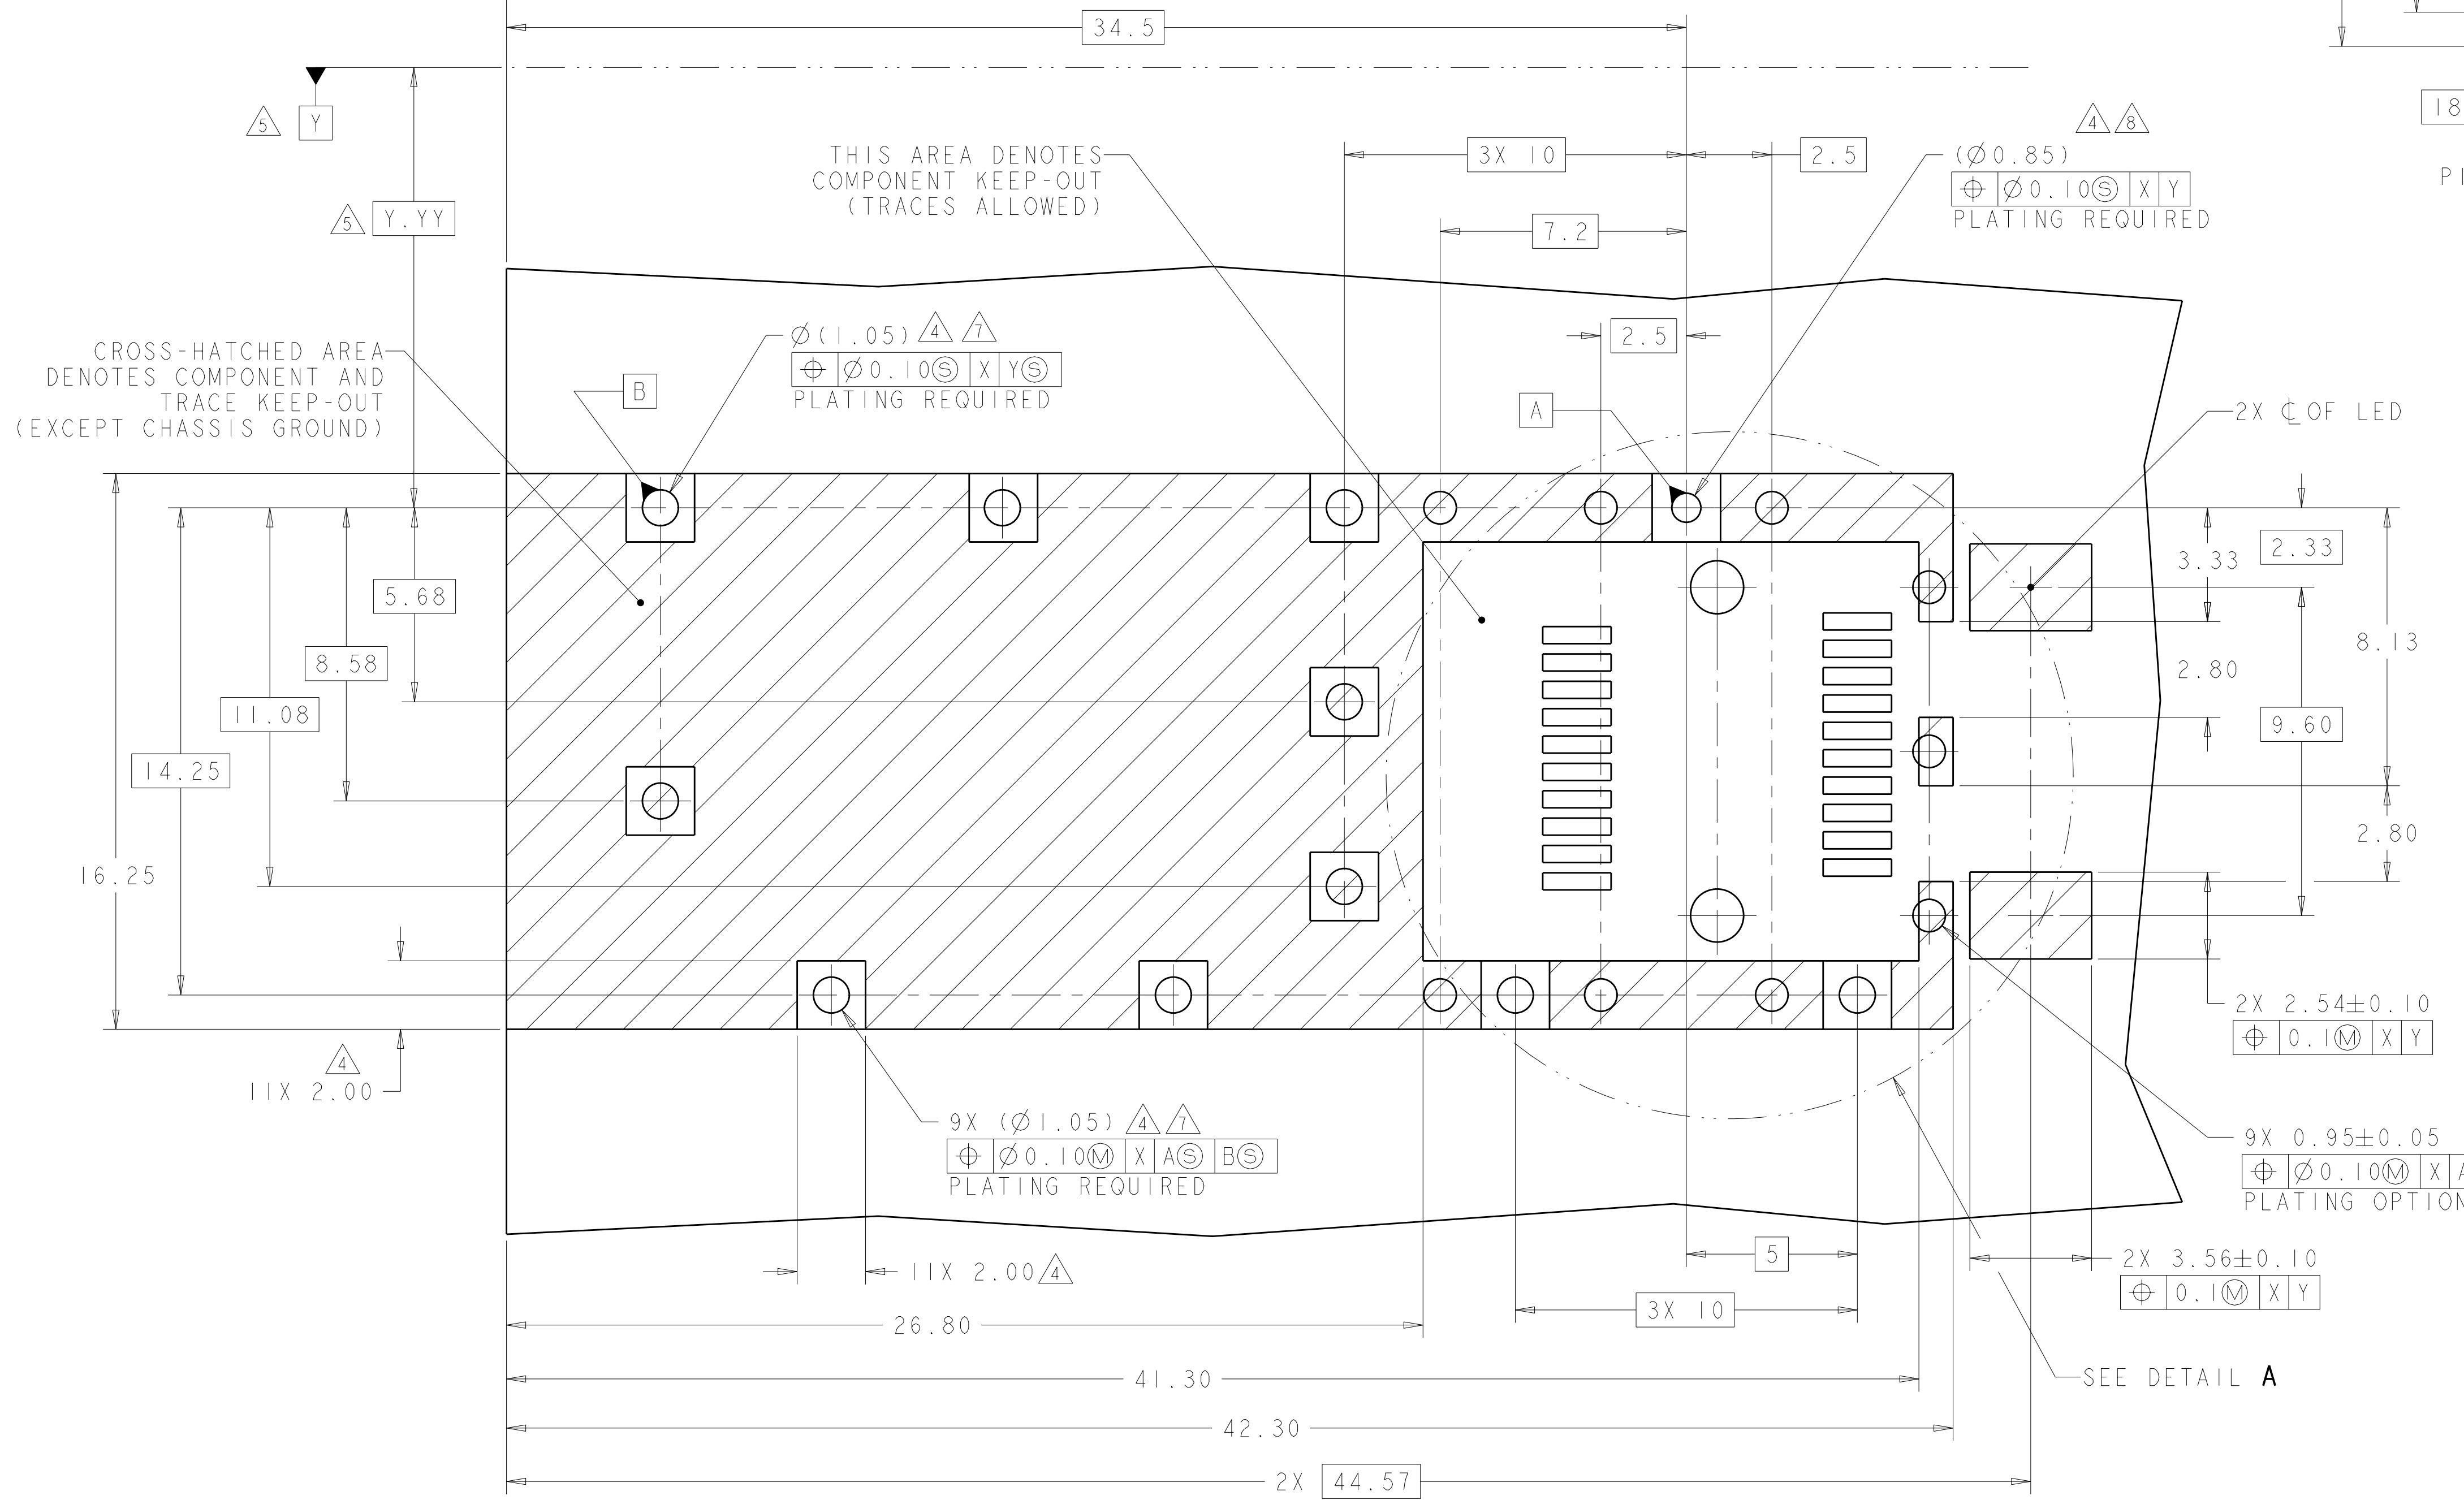 34.5
18
5
Y
4 8
THIS AREA DENOTES
COMPONENT KEEP-OUT
(TRACES ALLOWED)
3X 10
2.5
(Ø0.85)
⌖ Ø0.10Ⓢ X Y
PLATING REQUIRED
PI
5
Y.YY
7.2
Ø(1.05) 4 7
⌖ Ø0.10Ⓢ X YⓈ
PLATING REQUIRED
2.5
CROSS-HATCHED AREA
DENOTES COMPONENT AND
TRACE KEEP-OUT
(EXCEPT CHASSIS GROUND)
B
A
2X ℄ OF LED
3.33
2.33
5.68
8.13
8.58
2.80
11.08
9.60
14.25
2.80
16.25
2X 2.54±0.10
⌖ 0.1Ⓜ X Y
4
11X 2.00
9X (Ø1.05) 4 7
⌖ Ø0.10Ⓜ X AⓈ BⓈ
PLATING REQUIRED
9X 0.95±0.05
⌖ Ø0.10Ⓜ X A
PLATING OPTION
11X 2.00 4
5
2X 3.56±0.10
⌖ 0.1Ⓜ X Y
3X 10
26.80
41.30
SEE DETAIL A
42.30
2X 44.57